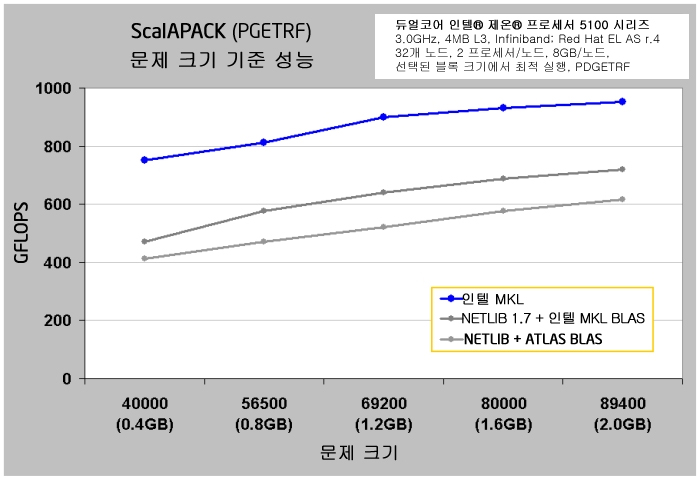 ScalAPACK (PGETRF)
문제 크기 기준 성능
듀얼코어 인텔® 제온® 프로세서 5100 시리즈
3.0GHz, 4MB L3, Infiniband; Red Hat EL AS r.4
32개 노드, 2 프로세서/노드, 8GB/노드,
선택된 블록 크기에서 최적 실행, PDGETRF
1000
800
600
400
200
0
GFLOPS
인텔 MKL
NETLIB 1.7 + 인텔 MKL BLAS
NETLIB + ATLAS BLAS
40000 56500 69200 80000 89400
(0.4GB) (0.8GB) (1.2GB) (1.6GB) (2.0GB)
문제 크기